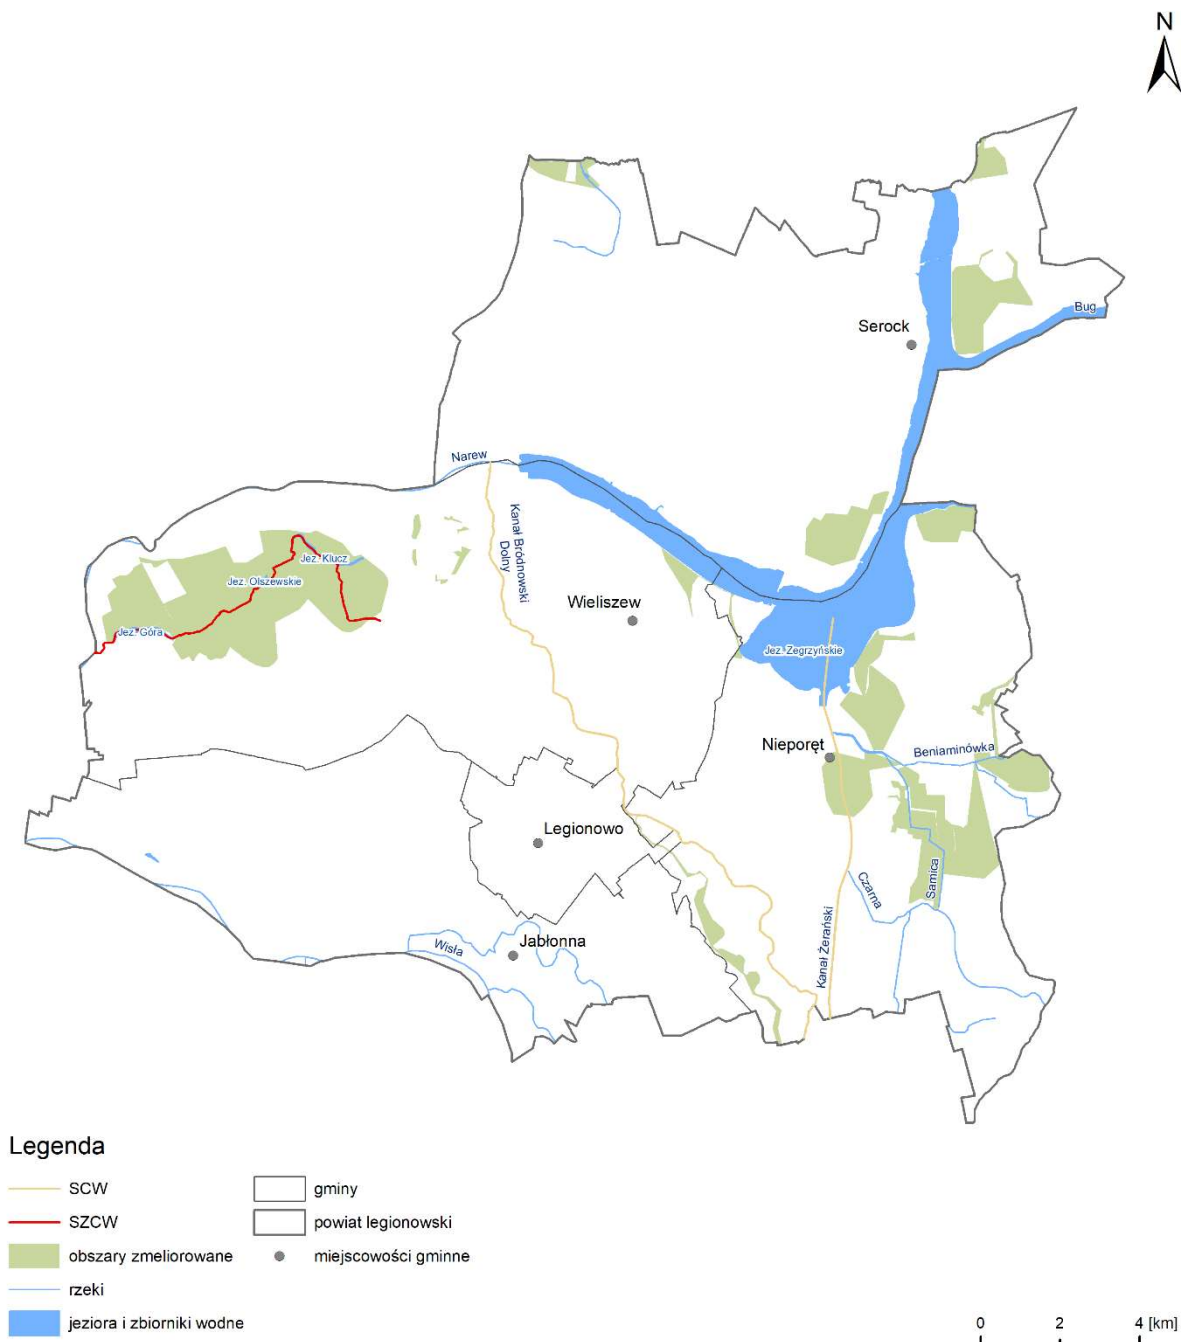 N
Serock
Bug
Narew
Kanał Bródnowski
Dolny
Jez. Klucz
Jez. Olszewskie
Jez. Góra
Wieliszew
Jez. Zegrzyńskie
Nieporęt
Beniaminówka
Legionowo
Czarna
Samica
Kanał Żerański
Jabłonna
Wisła
Legenda
SCW
gminy
SZCW
powiat legionowski
obszary zmeliorowane
miejscowości gminne
rzeki
jeziora i zbiorniki wodne
0 2 4 [km]